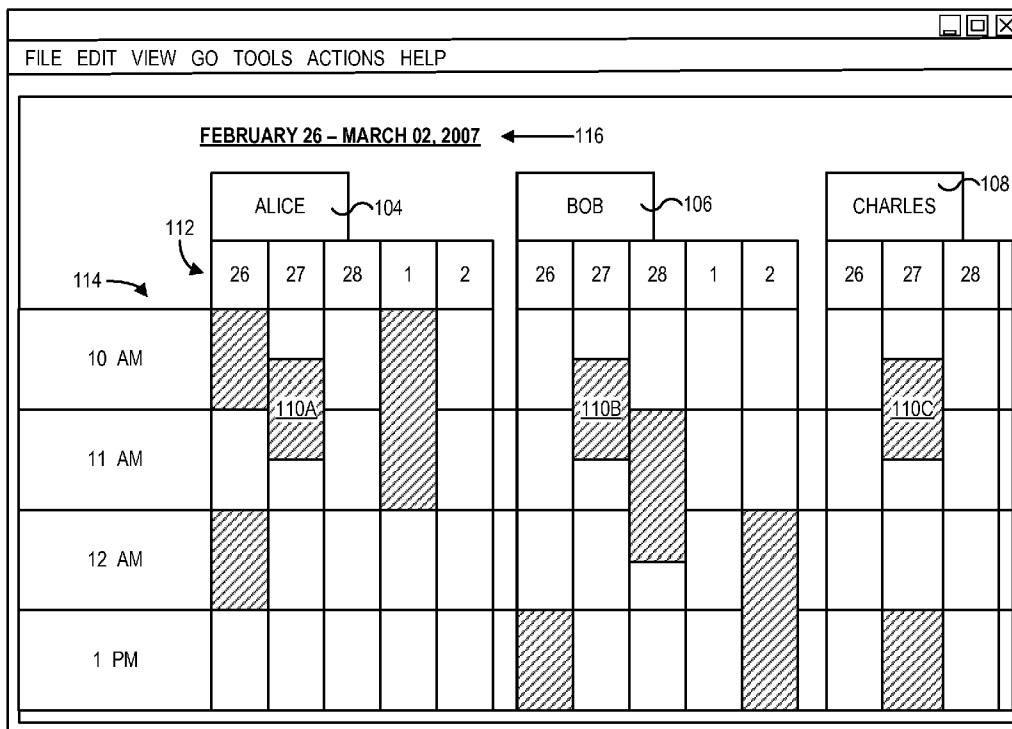 FILE EDIT VIEW GO TOOLS ACTIONS HELP
FEBRUARY 26 – MARCH 02, 2007 116
ALICE 104 BOB 106 CHARLES 108
112
114
26 27 28 1 2 26 27 28 1 2 26 27 28
10 AM
110A 110B 110C
11 AM
12 AM
1 PM